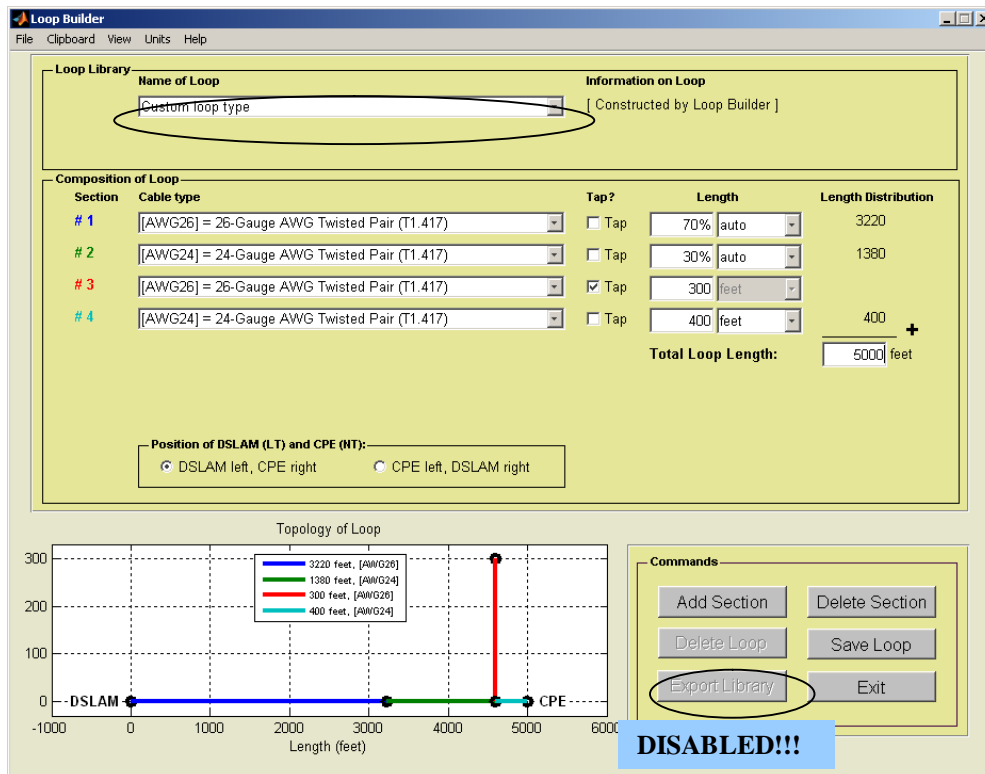 Loop Builder
File Clipboard View Units Help
Loop Library
Name of Loop
Information on Loop
Custom loop type
[ Constructed by Loop Builder ]
Composition of Loop
Section Cable type Tap? Length Length Distribution
# 1 [AWG26] = 26-Gauge AWG Twisted Pair (T1.417) Tap 70% auto 3220
# 2 [AWG24] = 24-Gauge AWG Twisted Pair (T1.417) Tap 30% auto 1380
# 3 [AWG26] = 26-Gauge AWG Twisted Pair (T1.417) Tap 300 feet
# 4 [AWG24] = 24-Gauge AWG Twisted Pair (T1.417) Tap 400 feet 400
+
Total Loop Length: 5000 feet
Position of DSLAM (LT) and CPE (NT):
DSLAM left, CPE right CPE left, DSLAM right
Topology of Loop
300
200
100
0
3220 feet, [AWG26]
1380 feet, [AWG24]
300 feet, [AWG26]
400 feet, [AWG24]
DSLAM
CPE
-1000 0 1000 2000 3000 4000 5000 6000
Length (feet)
Commands
Add Section Delete Section
Delete Loop Save Loop
Export Library Exit
DISABLED!!!